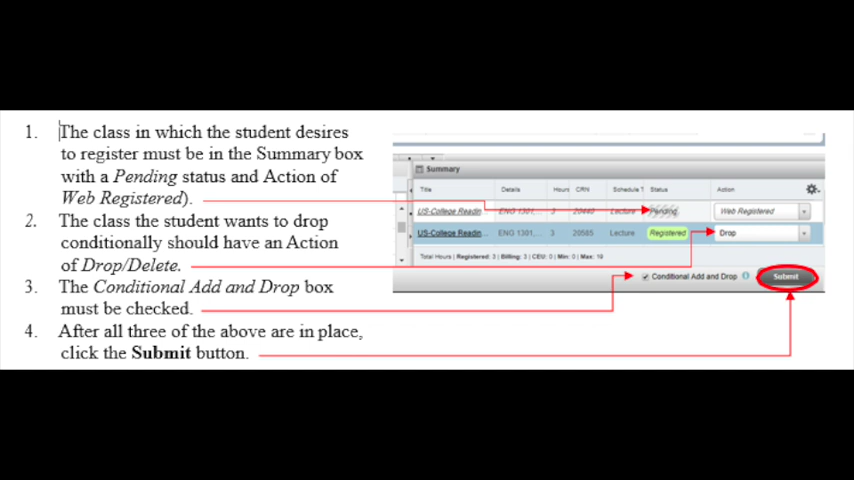 1. The class in which the student desires
to register must be in the Summary box
with a Pending status and Action of
Web Registered).
2. The class the student wants to drop
conditionally should have an Action
of Drop/Delete.
3. The Conditional Add and Drop box
must be checked.
4. After all three of the above are in place,
click the Submit button.
Summary
Title Details Hours CRN Schedule T Status Action
US-College Readin... ENG 1301, ... 3 20440 Lecture Pending Web Registered
US-College Readin... ENG 1301, ... 3 20585 Lecture Registered Drop
Total Hours | Registered: 3 | Billing: 3 | CEU: 0 | Min: 0 | Max: 18
Conditional Add and Drop Submit